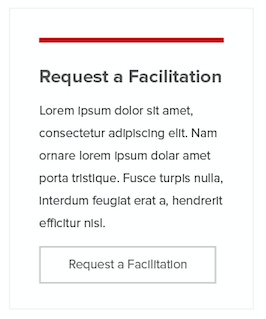 Request a Facilitation
Lorem ipsum dolor sit amet,
consectetur adipiscing elit. Nam
ornare lorem ipsum dolar amet
porta tristique. Fusce turpis nulla,
interdum feugiat erat a, hendrerit
efficitur nisl.
Request a Facilitation